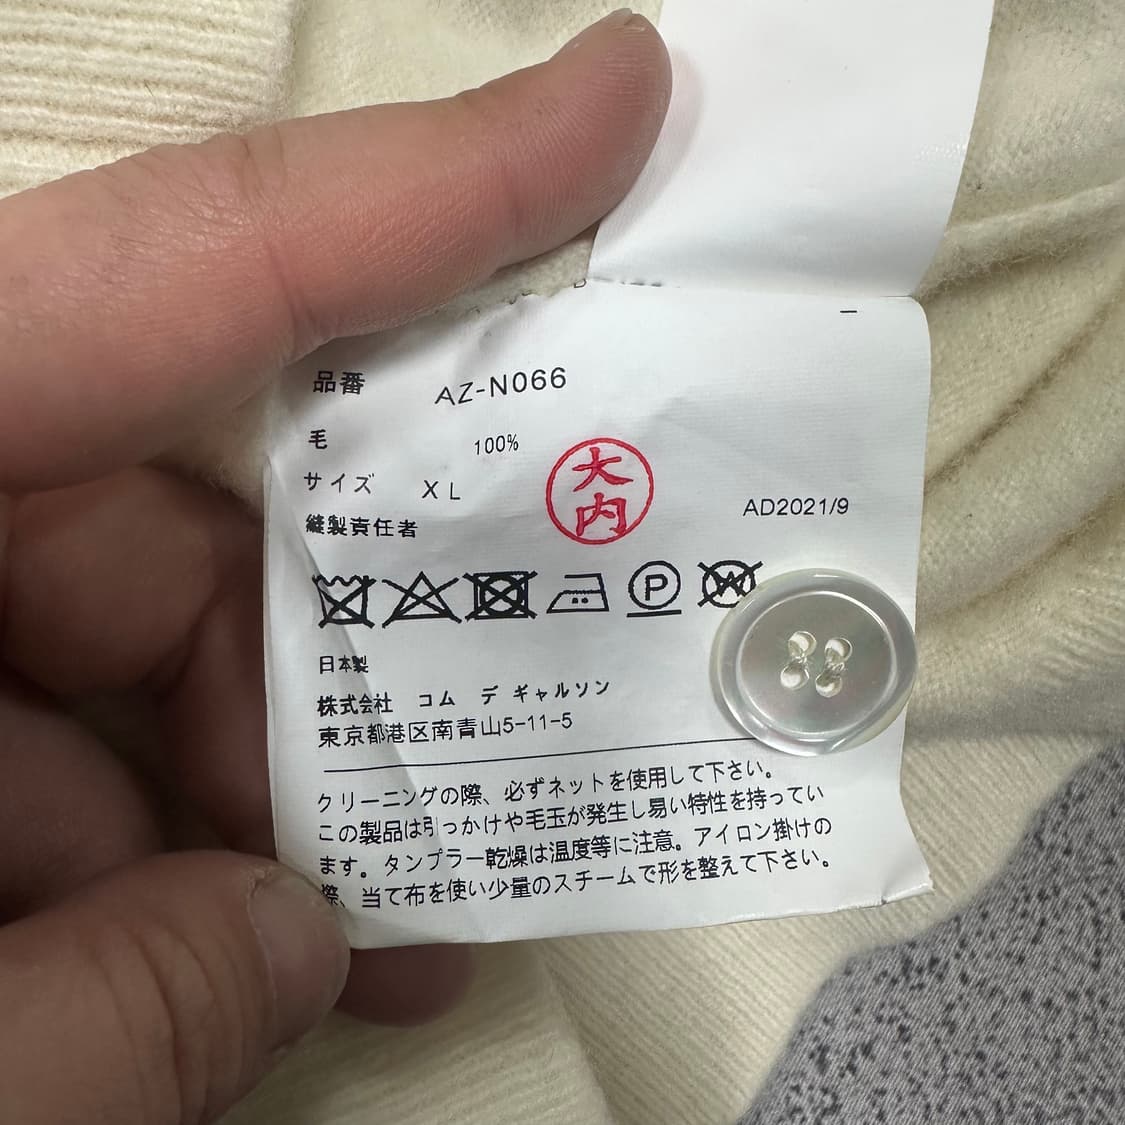 品番 AZ-N066
毛 100%
サイズ XL
縫製責任者 大内 AD2021/9
P W
日本製
株式会社 コム デ ギャルソン
東京都港区南青山5-11-5
クリーニングの際、必ずネットを使用して下さい。
この製品は引っかけや毛玉が発生し易い特性を持ってい
ます。タンブラー乾燥は温度等に注意。アイロン掛けの
際、当て布を使い少量のスチームで形を整えて下さい。